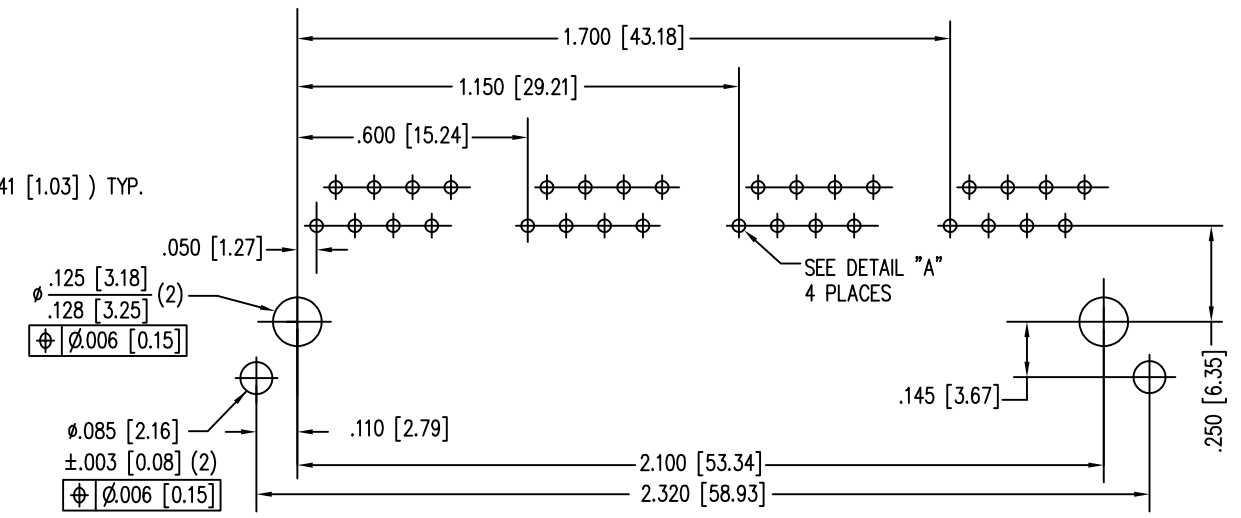 1.700 [43.18]
1.150 [29.21]
.600 [15.24]
41 [1.03] ) TYP.
.050 [1.27]
SEE DETAIL "A"
4 PLACES
⌀ .125 [3.18]
.128 [3.25] (2)
⌖ ⌀.006 [0.15]
.145 [3.67]
.250 [6.35]
⌀.085 [2.16]
.110 [2.79]
±.003 [0.08] (2)
2.100 [53.34]
⌖ ⌀.006 [0.15]
2.320 [58.93]